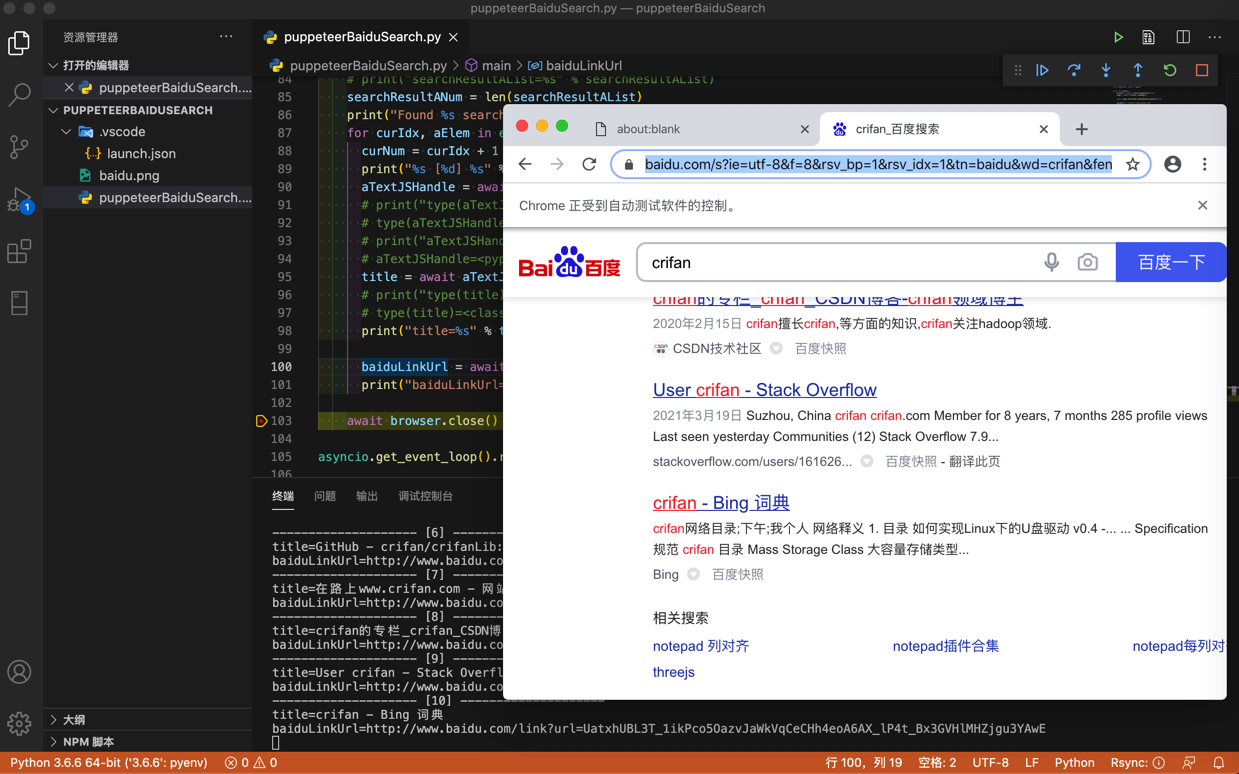 puppeteerBaiduSearch.py — puppeteerBaiduSearch
资源管理器
打开的编辑器
puppeteerBaiduSearch....
PUPPETEERBAIDUSEARCH
.vscode
launch.json
baidu.png
puppeteerBaiduSearch....
大纲
NPM 脚本
1
puppeteerBaiduSearch.py
puppeteerBaiduSearch.py > main > baiduLinkUrl
84 # print("searchResultAList=%s" % searchResultAList)
85 searchResultANum = len(searchResultAList)
86 print("Found %s search
87 for curIdx, aElem in e
88 curNum = curIdx + 1
89 print("%s [%d] %s" %
90 aTextJSHandle = awai
91 # print("type(aTextJ
92 # type(aTextJSHandle
93 # print("aTextJSHand
94 # aTextJSHandle=<pyp
95 title = await aTextJ
96 # print("type(title)
97 # type(title)=<class
98 print("title=%s" % t
99
100 baiduLinkUrl = await
101 print("baiduLinkUrl=
102
103 await browser.close()
104
105 asyncio.get_event_loop().r
106
终端 问题 输出 调试控制台
-------------------- [6] -------
title=GitHub - crifan/crifanLib:
baiduLinkUrl=http://www.baidu.co
-------------------- [7] -------
title=在路上www.crifan.com - 网站
baiduLinkUrl=http://www.baidu.co
-------------------- [8] -------
title=crifan的专栏_crifan_CSDN博
baiduLinkUrl=http://www.baidu.co
-------------------- [9] -------
title=User crifan - Stack Overfl
baiduLinkUrl=http://www.baidu.co
-------------------- [10] --------------------
title=crifan - Bing 词典
baiduLinkUrl=http://www.baidu.com/link?url=UatxhUBL3T_1ikPco5OazvJaWkVqCeCHh4eoA6AX_lP4t_Bx3GVHlMHZjgu3YAwE
about:blank
crifan_百度搜索
baidu.com/s?ie=utf-8&f=8&rsv_bp=1&rsv_idx=1&tn=baidu&wd=crifan&fen
Chrome 正受到自动测试软件的控制。
Bai du 百度
crifan
百度一下
crifan的专栏_crifan_CSDN博客-crifan领域博主
2020年2月15日 crifan擅长crifan,等方面的知识,crifan关注hadoop领域.
CSDN技术社区 百度快照
User crifan - Stack Overflow
2021年3月19日 Suzhou, China crifan crifan.com Member for 8 years, 7 months 285 profile views
Last seen yesterday Communities (12) Stack Overflow 7.9...
stackoverflow.com/users/161626... 百度快照 - 翻译此页
crifan - Bing 词典
crifan网络目录;下午;我个人 网络释义 1. 目录 如何实现Linux下的U盘驱动 v0.4 -... ... Specification
规范 crifan 目录 Mass Storage Class 大容量存储类型...
Bing 百度快照
相关搜索
notepad 列对齐 notepad插件合集 notepad每列对
threejs
Python 3.6.6 64-bit ('3.6.6': pyenv) 0 0 行 100，列 19 空格: 2 UTF-8 LF Python Rsync: